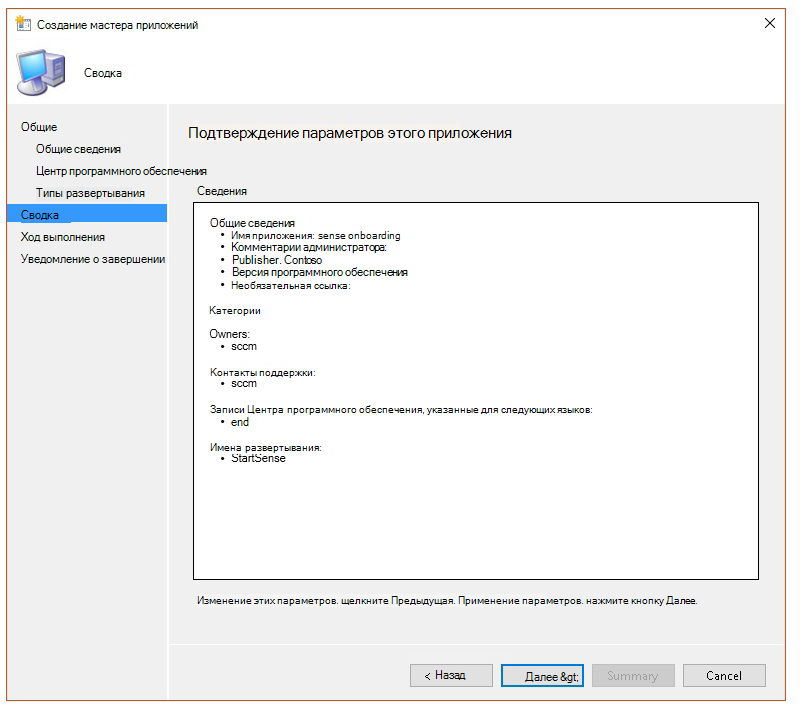 Создание мастера приложений
Сводка
Общие
Общие сведения
Центр программного обеспечения
Типы развертывания
Сводка
Ход выполнения
Уведомление о завершении
Подтверждение параметров этого приложения
Сведения
Общие сведения
• Имя приложения: sense onboarding
• Комментарии администратора:
• Publisher. Contoso
• Версия программного обеспечения
• Необязательная ссылка:
Категории
Owners:
• sccm
Контакты поддержки:
• sccm
Записи Центра программного обеспечения, указанные для следующих языков:
• end
Имена развертывания:
• StartSense
Изменение этих параметров. щелкните Предыдущая. Применение параметров. нажмите кнопку Далее.
< Назад
Далее &gt;
Summary
Cancel